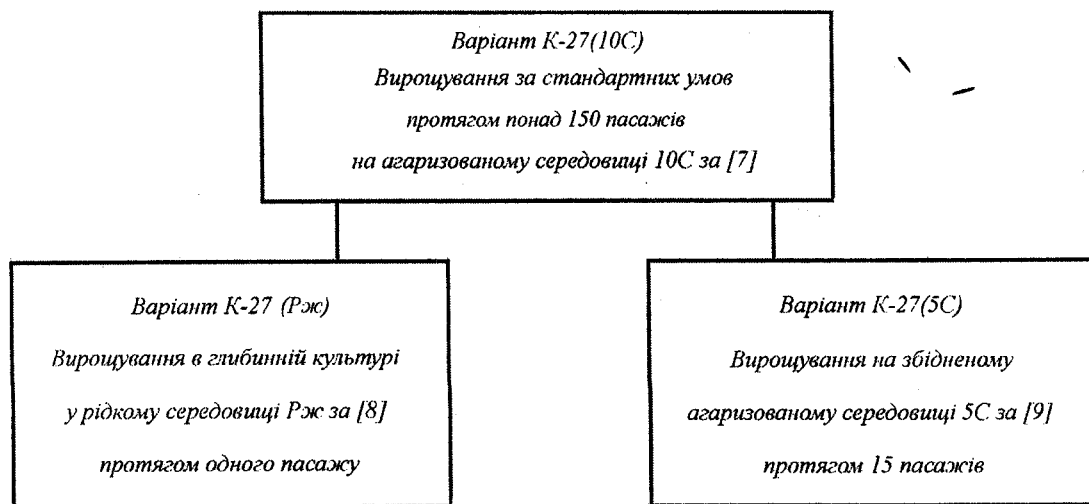 Варіант К-27(10С)
Вирощування за стандартних умов
протягом понад 150 пасажів
на агаризованому середовищі 10С за [7]
Варіант К-27 (Рж)
Вирощування в глибинній культурі
у рідкому середовищі Рж за [8]
протягом одного пасажу
Варіант К-27(5С)
Вирощування на збідненому
агаризованому середовищі 5С за [9]
протягом 15 пасажів